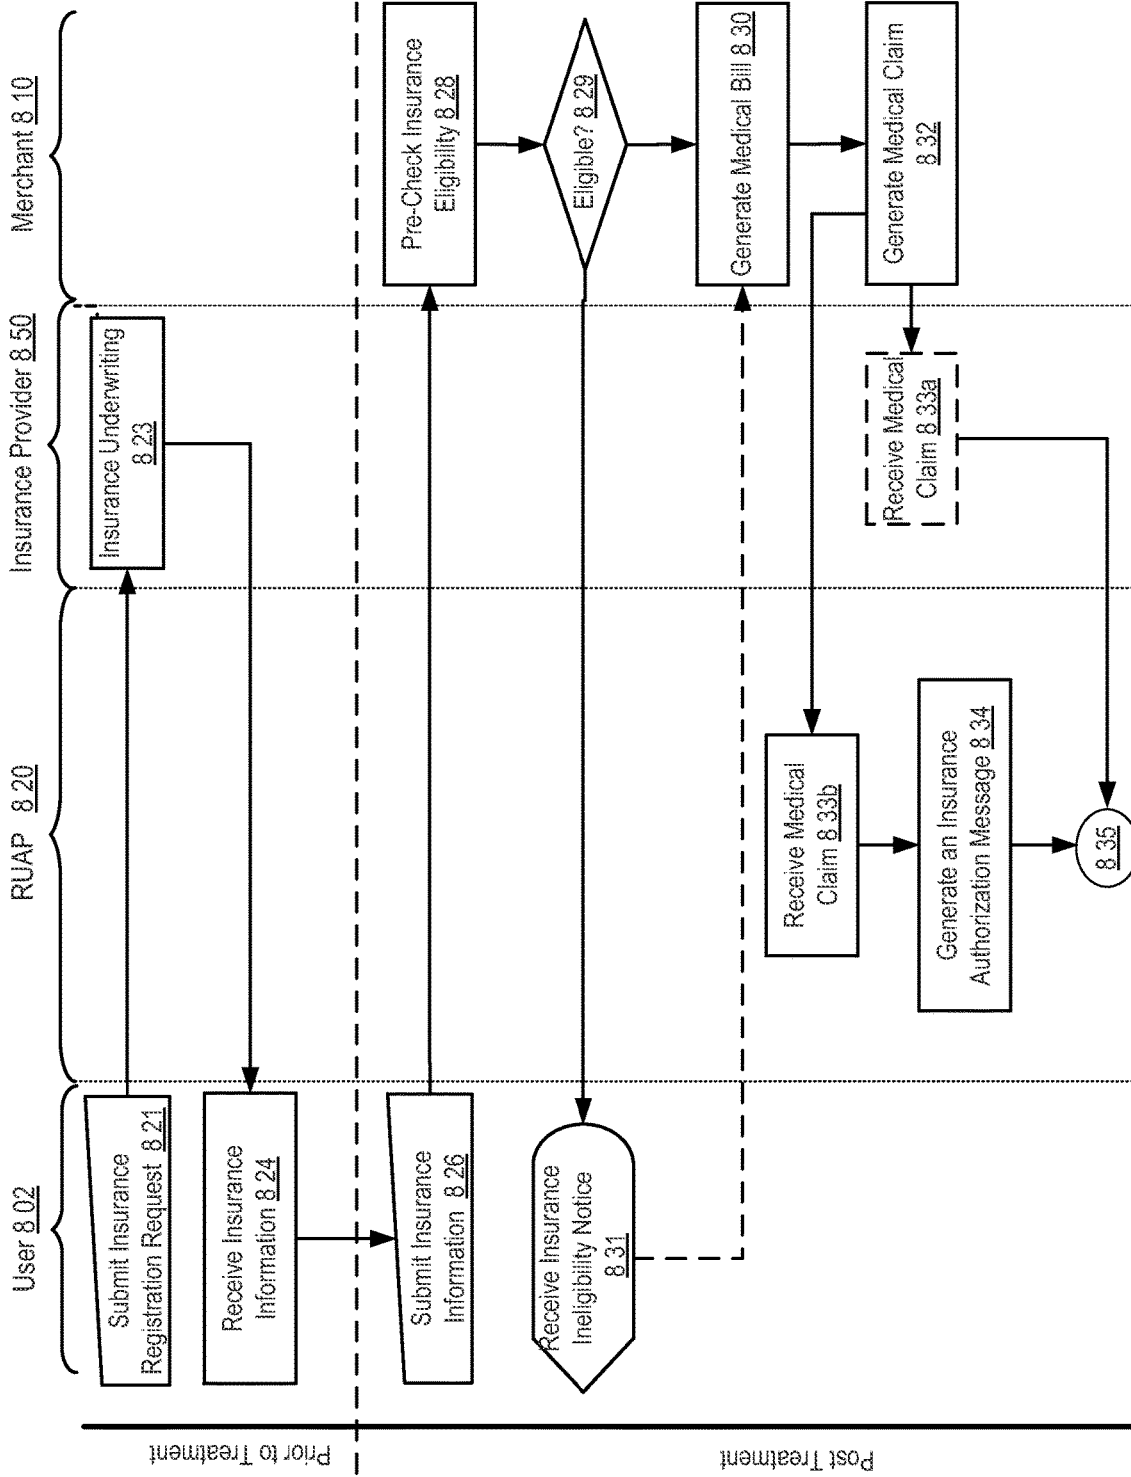 User 8 02
RUAP  8 20
Insurance Provider 8 50
Merchant 8 10
Prior to Treatment
Submit Insurance
Registration Request 8 21
Insurance Underwriting
8 23
Receive Insurance
Information 8 24
Post Treatment
Submit Insurance
Information  8 26
Pre-Check Insurance
Eligibility 8 28
Eligible? 8 29
Receive Insurance
Ineligibility Notice
8 31
Generate Medical Bill 8 30
Generate Medical Claim
8 32
Receive Medical
Claim 8 33a
Receive Medical
Claim 8 33b
Generate an Insurance
Authorization Message 8 34
8 35